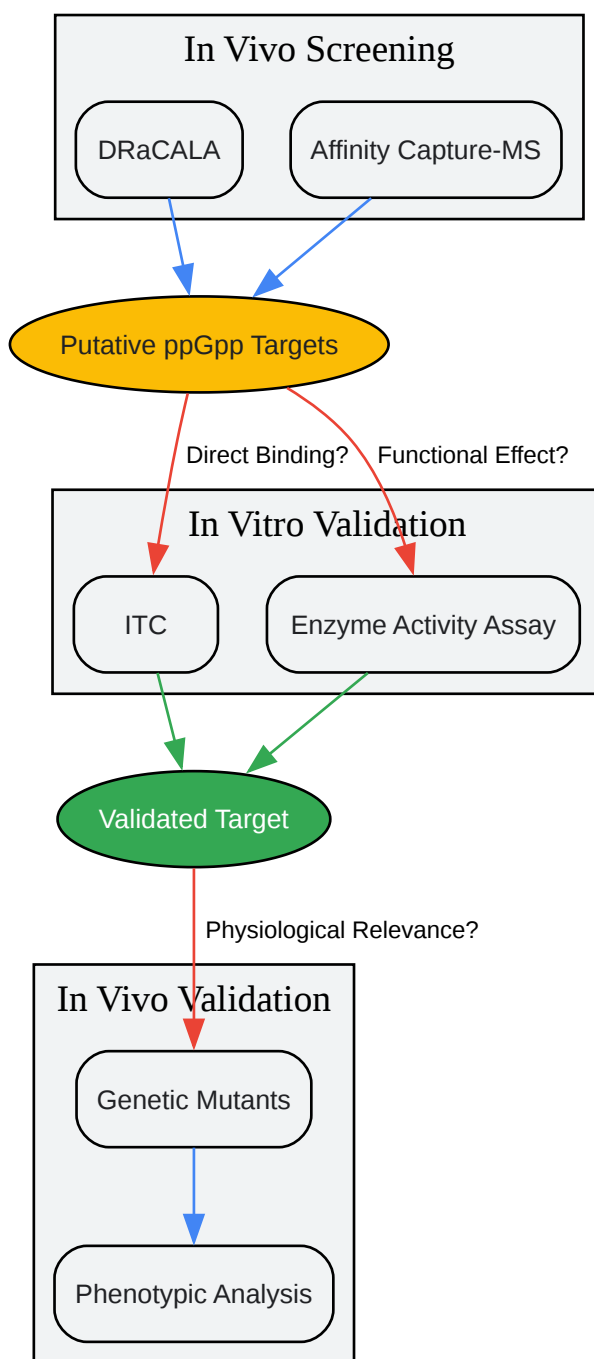 In Vivo Screening
DRaCALA
Affinity Capture-MS
Putative ppGpp Targets
Direct Binding?
Functional Effect?
In Vitro Validation
ITC
Enzyme Activity Assay
Validated Target
Physiological Relevance?
In Vivo Validation
Genetic Mutants
Phenotypic Analysis